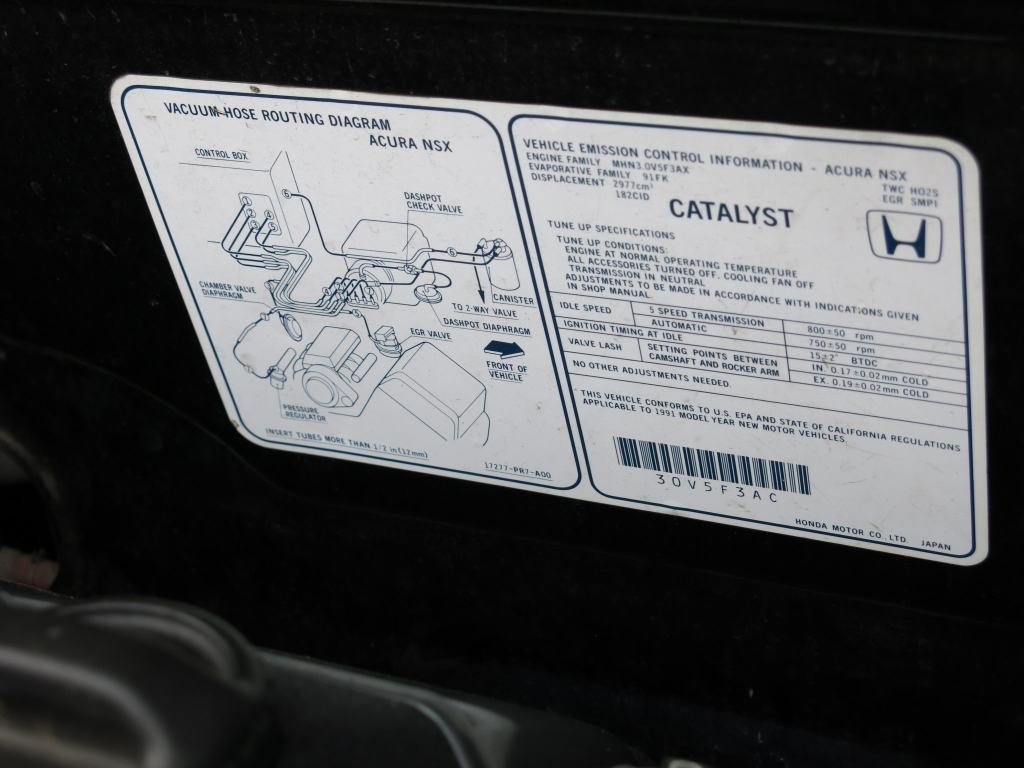 VACUUM HOSE ROUTING DIAGRAM
ACURA NSX
CONTROL BOX
DASHPOT
CHECK VALVE
CHAMBER VALVE
DIAPHRAGM
CANISTER
TO 2-WAY VALVE
DASHPOT DIAPHRAGM
EGR VALVE
FRONT OF
VEHICLE
PRESSURE
REGULATOR
INSERT TUBES MORE THAN 1/2 in (12mm)
17277-PR7-A00
VEHICLE EMISSION CONTROL INFORMATION - ACURA NSX
ENGINE FAMILY MHN3.0V5F3AX
EVAPORATIVE FAMILY 91FK
DISPLACEMENT 2977cm³
182CID
TWC HO2S
EGR SMPI
CATALYST
TUNE UP SPECIFICATIONS
TUNE UP CONDITIONS:
ENGINE AT NORMAL OPERATING TEMPERATURE
ALL ACCESSORIES TURNED OFF, COOLING FAN OFF
TRANSMISSION IN NEUTRAL
ADJUSTMENTS TO BE MADE IN ACCORDANCE WITH INDICATIONS GIVEN
IN SHOP MANUAL
IDLE SPEED 5 SPEED TRANSMISSION 800±50 rpm
AUTOMATIC 750±50 rpm
IGNITION TIMING AT IDLE 15±2° BTDC
VALVE LASH SETTING POINTS BETWEEN IN. 0.17±0.02mm COLD
CAMSHAFT AND ROCKER ARM EX. 0.19±0.02mm COLD
NO OTHER ADJUSTMENTS NEEDED.
THIS VEHICLE CONFORMS TO U.S. EPA AND STATE OF CALIFORNIA REGULATIONS
APPLICABLE TO 1991 MODEL YEAR NEW MOTOR VEHICLES.
30V5F3AC
HONDA MOTOR CO., LTD. JAPAN